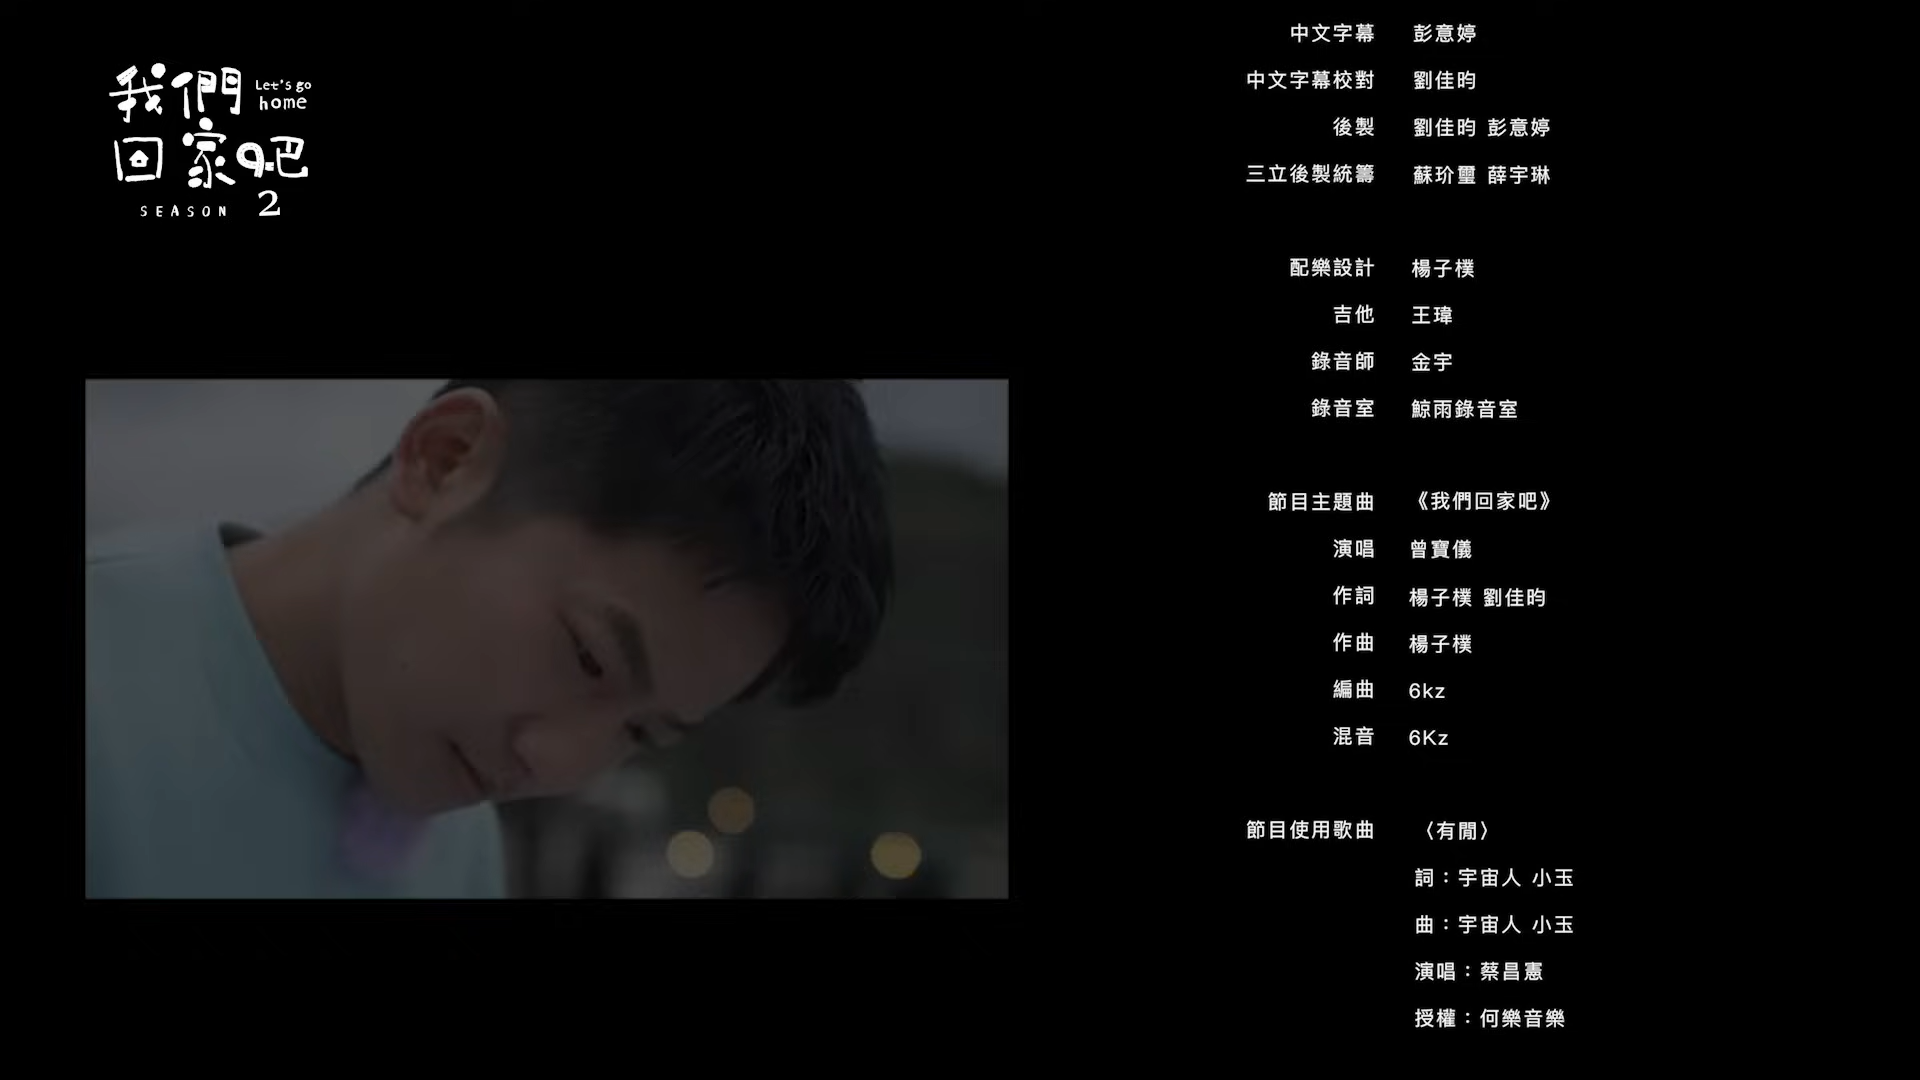 我們 Let's go
home
回家吧
SEASON 2
中文字幕 彭意婷
中文字幕校對 劉佳昀
後製 劉佳昀 彭意婷
三立後製統籌 蘇玠璽 薛宇琳
配樂設計 楊子樸
吉他 王瑋
錄音師 金宇
錄音室 鯨雨錄音室
節目主題曲 《我們回家吧》
演唱 曾寶儀
作詞 楊子樸 劉佳昀
作曲 楊子樸
編曲 6kz
混音 6Kz
節目使用歌曲 〈有閒〉
詞：宇宙人 小玉
曲：宇宙人 小玉
演唱：蔡昌憲
授權：何樂音樂